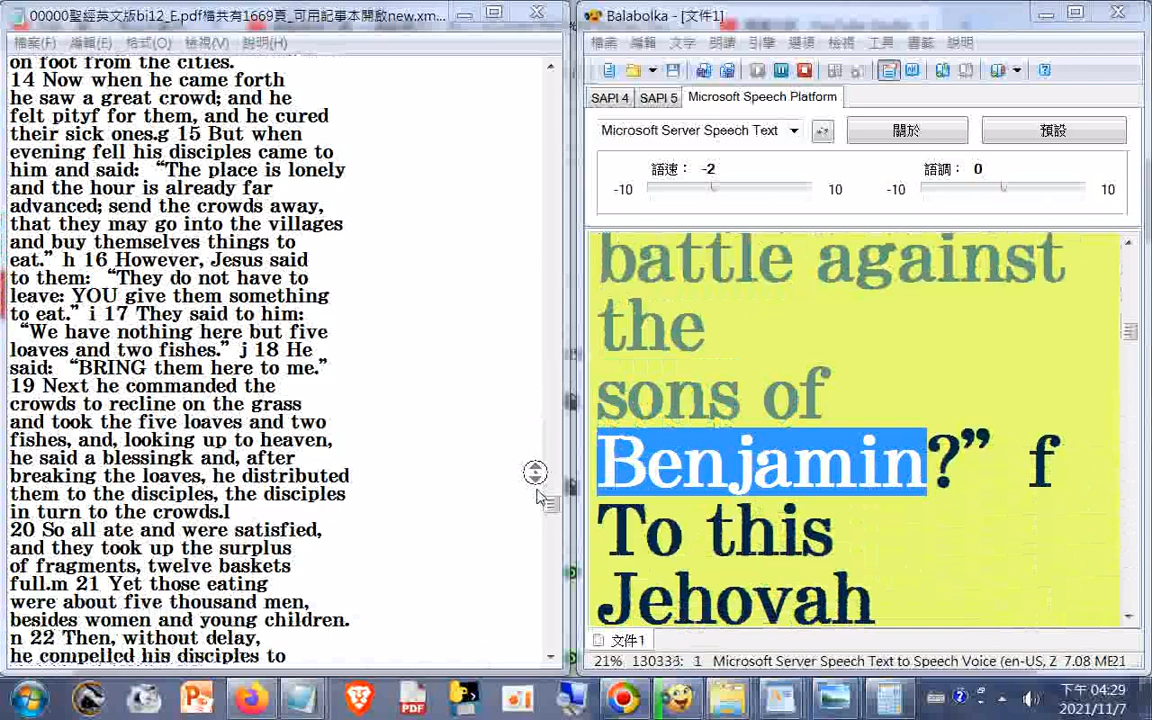 00000聖經英文版bi12_E.pdf檔共有1669頁_可用記事本開啟new.xm...
檔案(F) 編輯(E) 格式(O) 檢視(V) 說明(H)
on foot from the cities.
14 Now when he came forth
he saw a great crowd; and he
felt pityf for them, and he cured
their sick ones.g 15 But when
evening fell his disciples came to
him and said: “The place is lonely
and the hour is already far
advanced; send the crowds away,
that they may go into the villages
and buy themselves things to
eat.” h 16 However, Jesus said
to them: “They do not have to
leave: YOU give them something
to eat.” i 17 They said to him:
“We have nothing here but five
loaves and two fishes.” j 18 He
said: “BRING them here to me.”
19 Next he commanded the
crowds to recline on the grass
and took the five loaves and two
fishes, and, looking up to heaven,
he said a blessingk and, after
breaking the loaves, he distributed
them to the disciples, the disciples
in turn to the crowds.l
20 So all ate and were satisfied,
and they took up the surplus
of fragments, twelve baskets
full.m 21 Yet those eating
were about five thousand men,
besides women and young children.
n 22 Then, without delay,
he compelled his disciples to
Balabolka - [文件1]
檔案 編輯 文字 朗讀 引擎 選項 檢視 工具 書籤 說明
SAPI 4 SAPI 5 Microsoft Speech Platform
Microsoft Server Speech Text 關於 預設
語速： -2 語調： 0
-10 10 -10 10
battle against
the
sons of
Benjamin?” f
To this
Jehovah
文件1
21% 130333: 1 Microsoft Server Speech Text to Speech Voice (en-US, Z 7.08 ME21
PDF
下午 04:29
2021/11/7